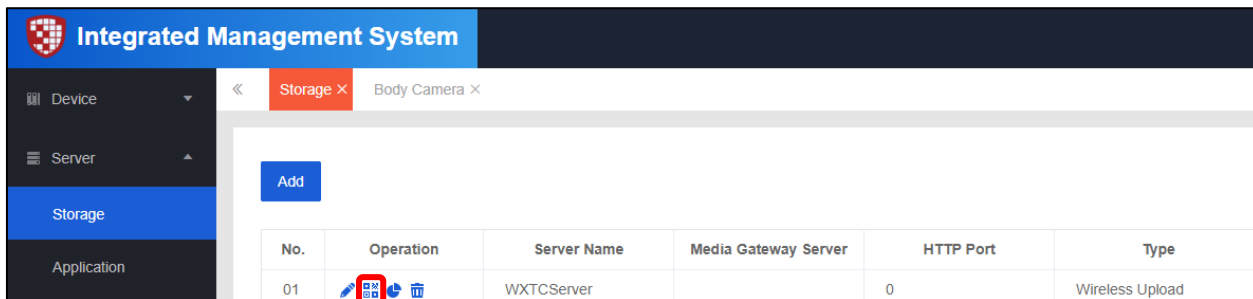 Integrated Management System
Device
Storage × Body Camera ×
Server
Add
Storage
No. Operation Server Name Media Gateway Server HTTP Port Type
Application
01 WXTCServer 0 Wireless Upload